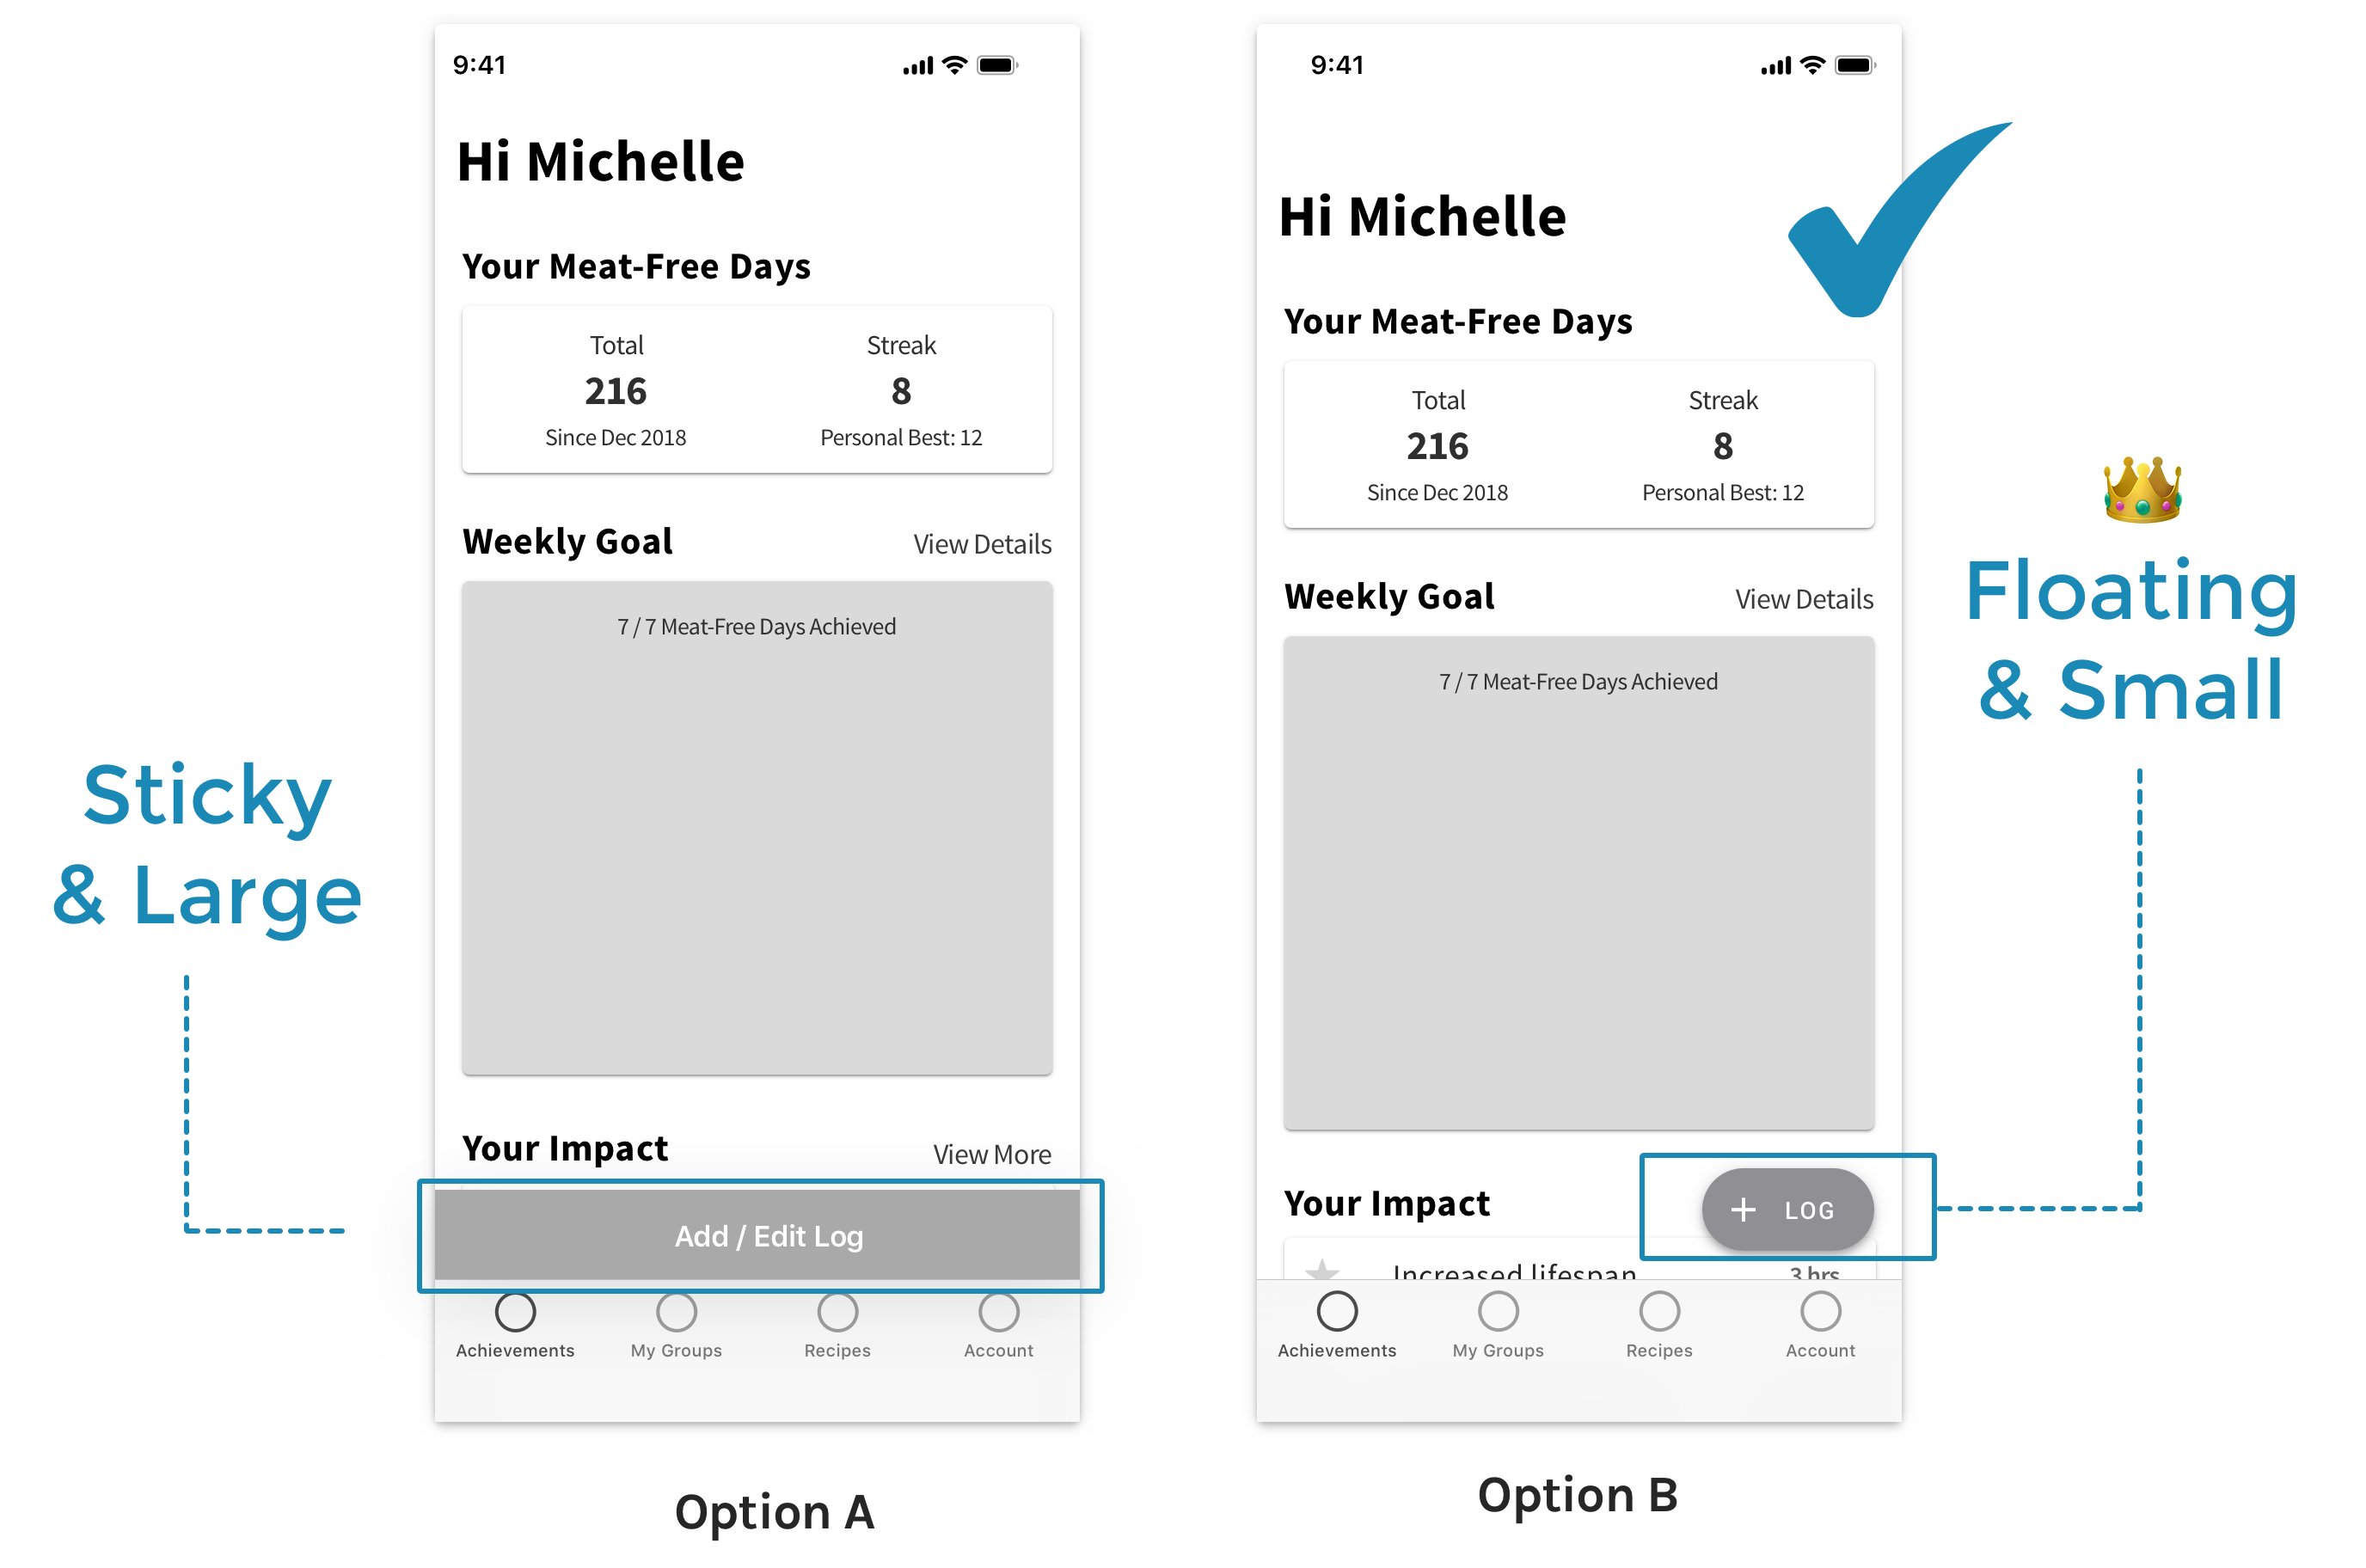 9:41
Hi Michelle
Your Meat-Free Days
Total
Streak
216
8
Since Dec 2018
Personal Best: 12
Weekly Goal
View Details
7 / 7 Meat-Free Days Achieved
Your Impact
View More
Add / Edit Log
Achievements
My Groups
Recipes
Account
Option A
Sticky
& Large
9:41
Hi Michelle
Your Meat-Free Days
Total
Streak
216
8
Since Dec 2018
Personal Best: 12
Weekly Goal
View Details
7 / 7 Meat-Free Days Achieved
Your Impact
+ LOG
Increased lifespan
3 hrs
Achievements
My Groups
Recipes
Account
Option B
Floating
& Small